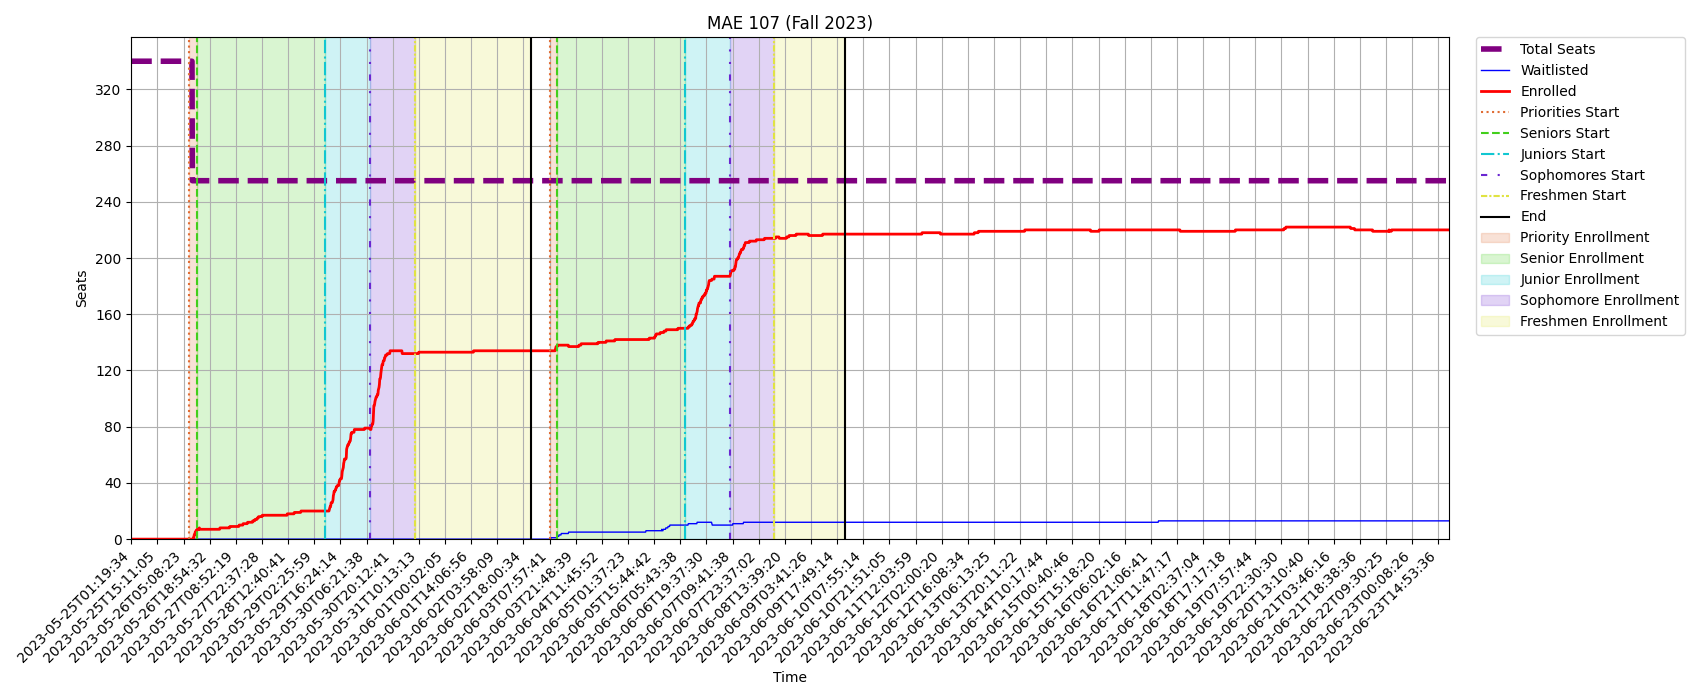 MAE 107 (Fall 2023)
Seats
320
280
240
200
160
120
80
40
0
2023-05-25T01:19:34
2023-05-25T15:11:05
2023-05-26T05:08:23
2023-05-26T18:54:32
2023-05-27T08:52:19
2023-05-27T22:37:28
2023-05-28T12:40:41
2023-05-29T02:25:59
2023-05-29T16:24:14
2023-05-30T06:21:38
2023-05-30T20:12:41
2023-05-31T10:13:13
2023-06-01T00:02:05
2023-06-01T14:06:56
2023-06-02T03:58:09
2023-06-02T18:00:34
2023-06-03T07:57:41
2023-06-03T21:48:39
2023-06-04T11:45:52
2023-06-05T01:37:23
2023-06-05T15:44:42
2023-06-06T05:43:39
2023-06-06T19:37:30
2023-06-07T09:41:38
2023-06-07T23:37:02
2023-06-08T13:39:20
2023-06-09T03:41:26
2023-06-09T17:49:14
2023-06-10T07:55:14
2023-06-10T21:51:05
2023-06-11T12:03:59
2023-06-12T02:00:20
2023-06-12T16:08:34
2023-06-13T06:13:25
2023-06-13T20:11:22
2023-06-14T10:17:44
2023-06-15T00:40:46
2023-06-15T15:18:20
2023-06-16T06:02:16
2023-06-16T21:06:41
2023-06-17T11:47:17
2023-06-18T02:37:04
2023-06-18T17:17:18
2023-06-19T07:57:44
2023-06-19T22:30:30
2023-06-20T13:10:40
2023-06-21T03:46:16
2023-06-21T18:38:36
2023-06-22T09:30:25
2023-06-23T00:08:26
2023-06-23T14:53:36
Time
Total Seats
Waitlisted
Enrolled
Priorities Start
Seniors Start
Juniors Start
Sophomores Start
Freshmen Start
End
Priority Enrollment
Senior Enrollment
Junior Enrollment
Sophomore Enrollment
Freshmen Enrollment